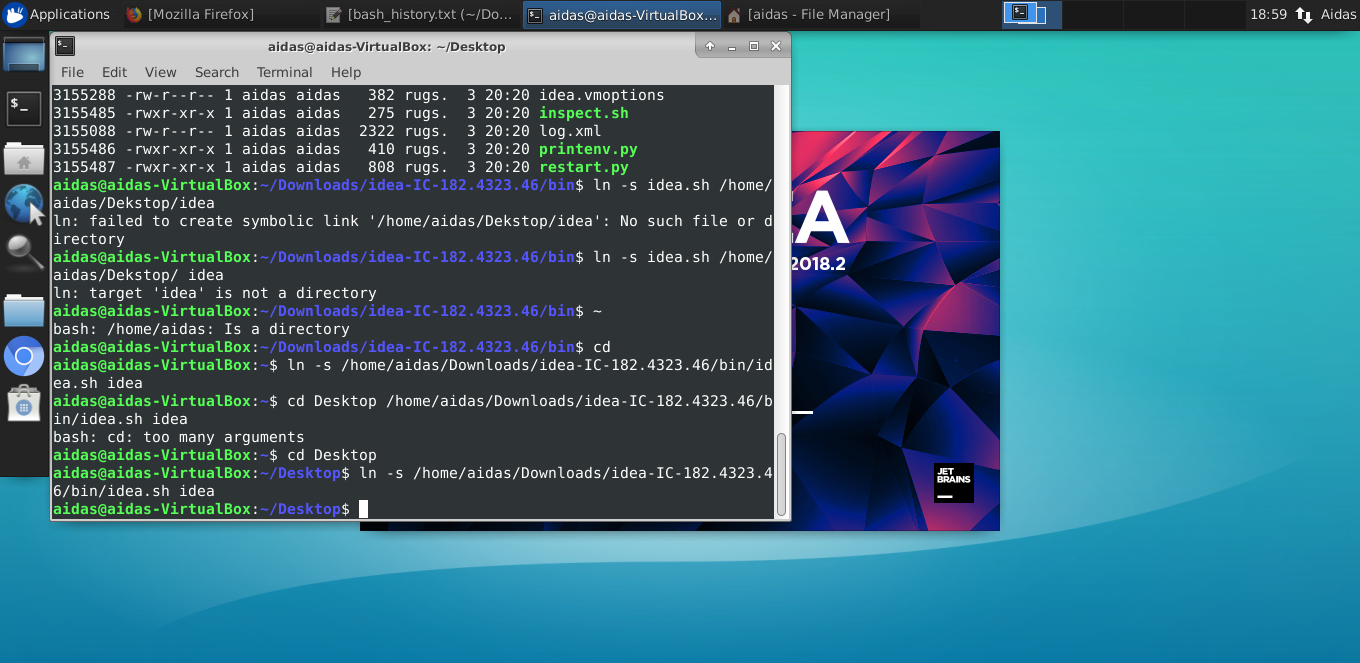 Applications
[Mozilla Firefox]
[bash_history.txt (~/Do...
aidas@aidas-VirtualBox...
[aidas - File Manager]
18:59
Aidas
aidas@aidas-VirtualBox: ~/Desktop
File Edit View Search Terminal Help
3155288 -rw-r--r-- 1 aidas aidas   382 rugs.  3 20:20 idea.vmoptions
3155485 -rwxr-xr-x 1 aidas aidas   275 rugs.  3 20:20 inspect.sh
3155088 -rw-r--r-- 1 aidas aidas  2322 rugs.  3 20:20 log.xml
3155486 -rwxr-xr-x 1 aidas aidas   410 rugs.  3 20:20 printenv.py
3155487 -rwxr-xr-x 1 aidas aidas   808 rugs.  3 20:20 restart.py
aidas@aidas-VirtualBox:~/Downloads/idea-IC-182.4323.46/bin$ ln -s idea.sh /home/
aidas/Dekstop/idea
ln: failed to create symbolic link '/home/aidas/Dekstop/idea': No such file or d
irectory
aidas@aidas-VirtualBox:~/Downloads/idea-IC-182.4323.46/bin$ ln -s idea.sh /home/
aidas/Dekstop/ idea
ln: target 'idea' is not a directory
aidas@aidas-VirtualBox:~/Downloads/idea-IC-182.4323.46/bin$ ~
bash: /home/aidas: Is a directory
aidas@aidas-VirtualBox:~/Downloads/idea-IC-182.4323.46/bin$ cd
aidas@aidas-VirtualBox:~$ ln -s /home/aidas/Downloads/idea-IC-182.4323.46/bin/id
ea.sh idea
aidas@aidas-VirtualBox:~$ cd Desktop /home/aidas/Downloads/idea-IC-182.4323.46/b
in/idea.sh idea
bash: cd: too many arguments
aidas@aidas-VirtualBox:~$ cd Desktop
aidas@aidas-VirtualBox:~/Desktop$ ln -s /home/aidas/Downloads/idea-IC-182.4323.4
6/bin/idea.sh idea
aidas@aidas-VirtualBox:~/Desktop$
A
2018.2
JET
BRAINS